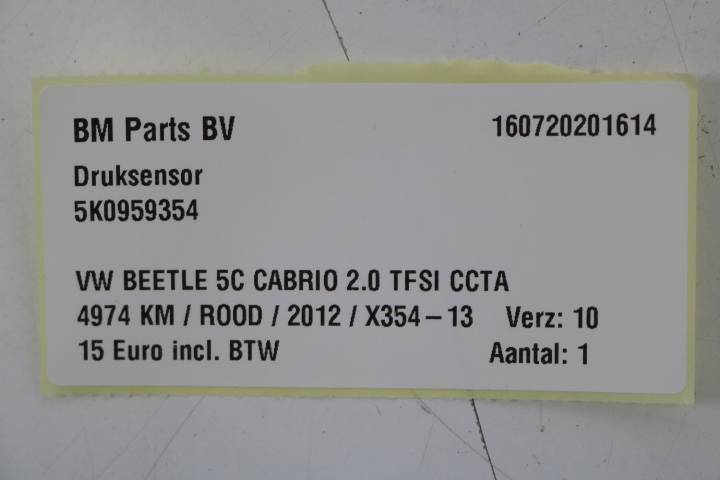 BM Parts BV 160720201614
Druksensor
5K0959354
VW BEETLE 5C CABRIO 2.0 TFSI CCTA
4974 KM / ROOD / 2012 / X354-13 Verz: 10
15 Euro incl. BTW Aantal: 1